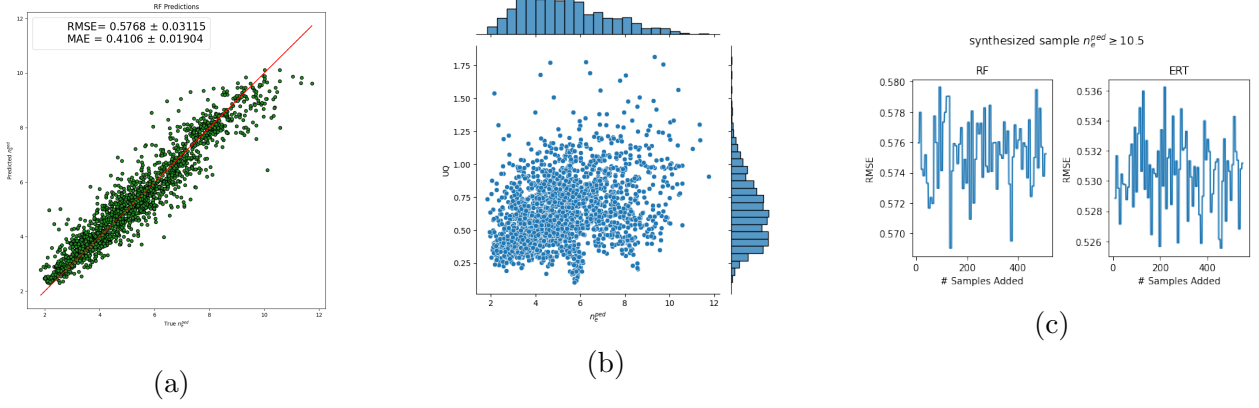 RF Predictions
RMSE= 0.5768 ± 0.03115
MAE = 0.4106 ± 0.01904
12
10
8
6
4
2
Predicted n_e^{ped}
2 4 6 8 10 12
True n_e^{ped}
(a)
1.75
1.50
1.25
1.00
0.75
0.50
0.25
UQ
2 4 6 8 10 12
n_e^{ped}
(b)
synthesized sample n_e^{ped} ≥ 10.5
RF
0.580
0.578
0.576
0.574
0.572
0.570
RMSE
0 200 400
# Samples Added
ERT
0.536
0.534
0.532
0.530
0.528
0.526
RMSE
0 200 400
# Samples Added
(c)